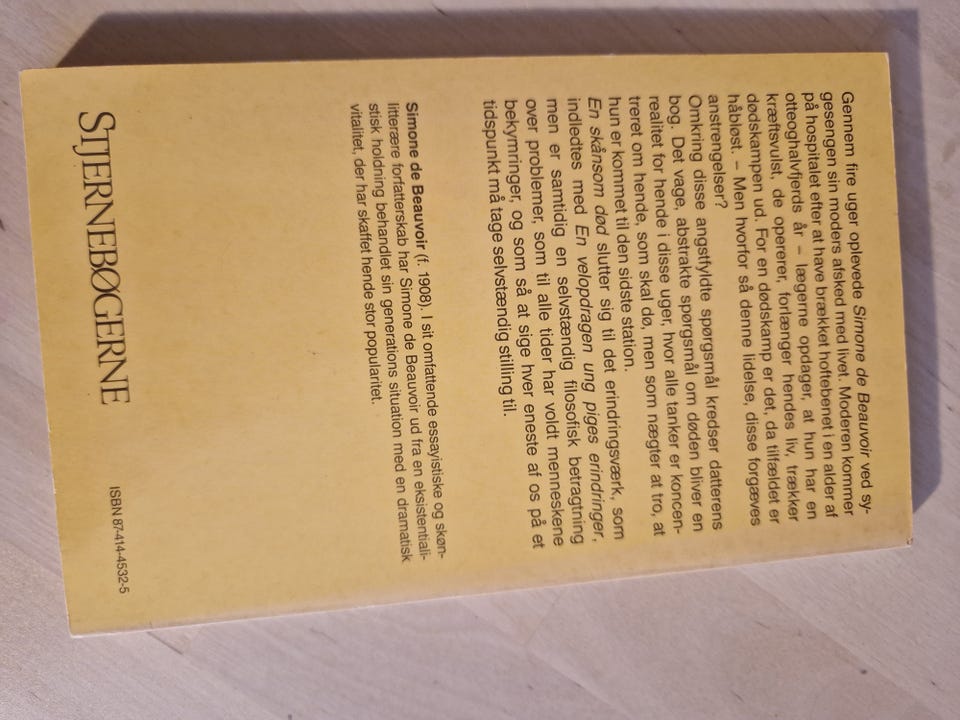 Gennem fire uger oplevede Simone de Beauvoir ved sy-
gesengen sin moders afsked med livet. Moderen kommer
på hospitalet efter at have brækket hoftebenet i en alder af
otteoghalvfjerds år – lægerne opdager, at hun har en
kræftsvulst, de opererer, forlænger hendes liv, trækker
dødskampen ud. For en dødskamp er det, da tilfældet er
håbløst. – Men hvorfor så denne lidelse, disse forgæves
anstrengelser?
Omkring disse angstfyldte spørgsmål kredser datterens
bog. Det vage, abstrakte spørgsmål om døden bliver en
realitet for hende i disse uger, hvor alle tanker er koncen-
treret om hende, som skal dø, men som nægter at tro, at
hun er kommet til den sidste station.
En skånsom død slutter sig til det erindringsværk, som
indledtes med En velopdragen ung piges erindringer,
men er samtidig en selvstændig filosofisk betragtning
over problemer, som til alle tider har voldt menneskene
bekymringer, og som så at sige hver eneste af os på et
tidspunkt må tage selvstændig stilling til.
Simone de Beauvoir (f. 1908). I sit omfattende essayistiske og skøn-
litterære forfatterskab har Simone de Beauvoir ud fra en eksistentiali-
stisk holdning behandlet sin generations situation med en dramatisk
vitalitet, der har skaffet hende stor popularitet.
STJERNEBØGERNE
ISBN 87-414-4532-5